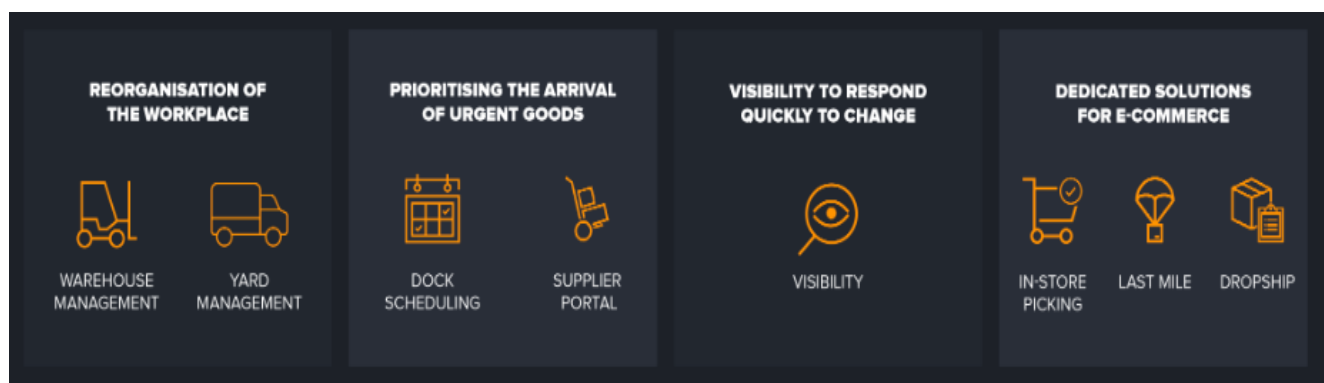 REORGANISATION OF
THE WORKPLACE
WAREHOUSE
MANAGEMENT
YARD
MANAGEMENT
PRIORITISING THE ARRIVAL
OF URGENT GOODS
DOCK
SCHEDULING
SUPPLIER
PORTAL
VISIBILITY TO RESPOND
QUICKLY TO CHANGE
VISIBILITY
DEDICATED SOLUTIONS
FOR E-COMMERCE
IN-STORE
PICKING
LAST MILE
DROPSHIP